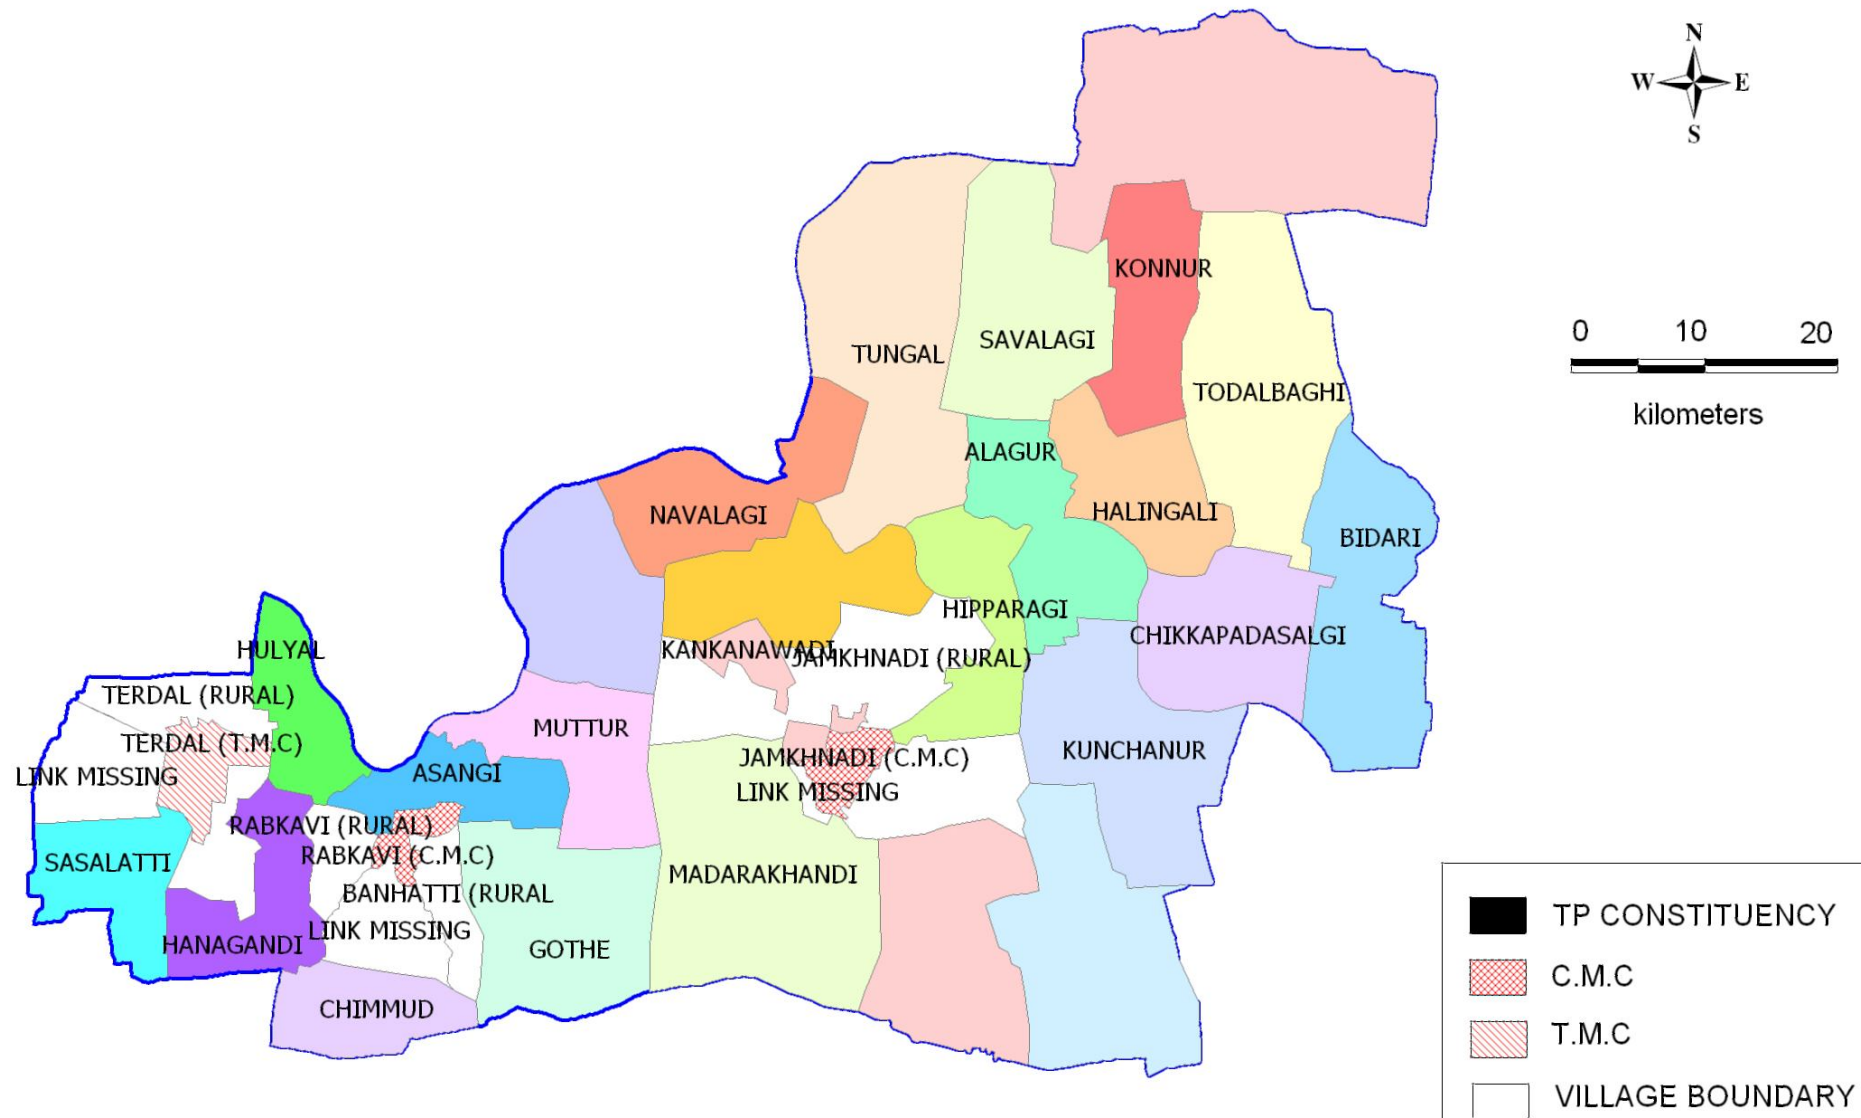 N
W E
S
0 10 20
kilometers
KONNUR
SAVALAGI
TUNGAL
TODALBAGHI
ALAGUR
HALINGALI
NAVALAGI
BIDARI
HIPPARAGI
CHIKKAPADASALGI
KANKANAWADI
JAMKHNADI (RURAL)
HULYAL
TERDAL (RURAL)
MUTTUR
TERDAL (T.M.C)
KUNCHANUR
JAMKHNADI (C.M.C)
ASANGI
LINK MISSING
LINK MISSING
RABKAVI (RURAL)
RABKAVI (C.M.C)
SASALATTI
MADARAKHANDI
BANHATTI (RURAL
LINK MISSING
HANAGANDI
GOTHE
CHIMMUD
TP CONSTITUENCY
C.M.C
T.M.C
VILLAGE BOUNDARY